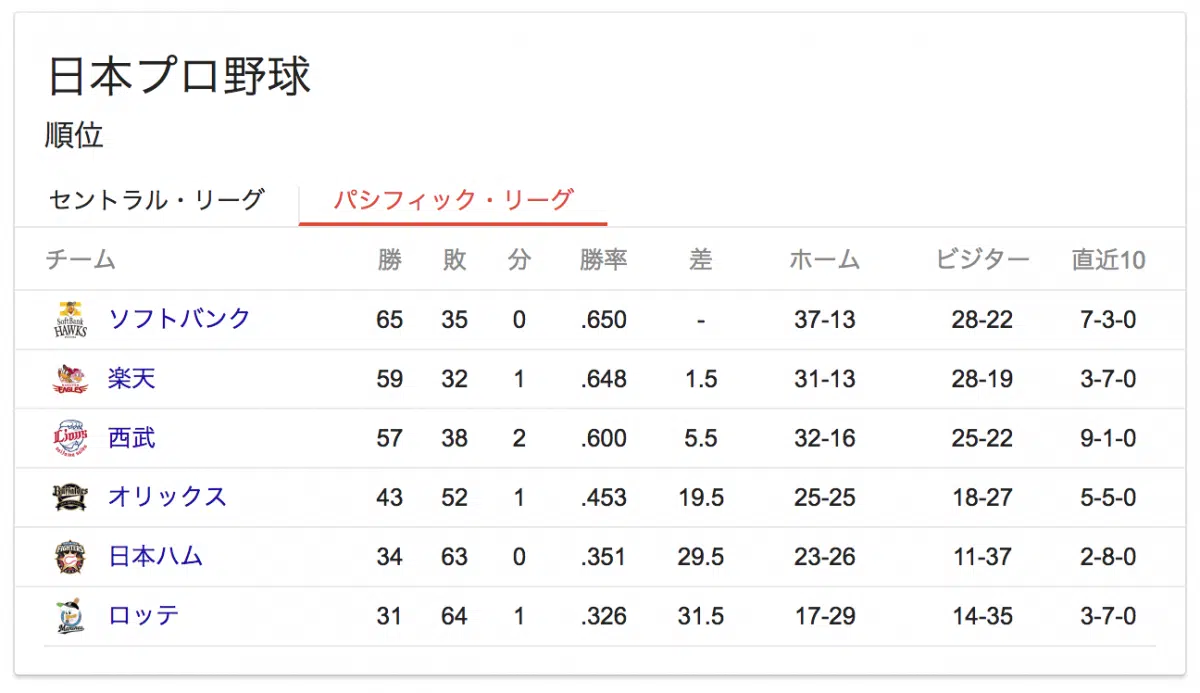 日本プロ野球
順位
セントラル・リーグ パシフィック・リーグ
チーム 勝 敗 分 勝率 差 ホーム ビジター 直近10
SoftBank HAWKS ソフトバンク 65 35 0 .650 - 37-13 28-22 7-3-0
EAGLES 楽天 59 32 1 .648 1.5 31-13 28-19 3-7-0
Lions 西武 57 38 2 .600 5.5 32-16 25-22 9-1-0
Buffaloes オリックス 43 52 1 .453 19.5 25-25 18-27 5-5-0
FIGHTERS 日本ハム 34 63 0 .351 29.5 23-26 11-37 2-8-0
Marines ロッテ 31 64 1 .326 31.5 17-29 14-35 3-7-0